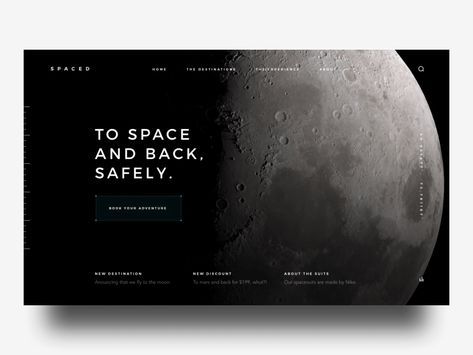 SPACED
HOME
THE DESTINATIONS
THE EXPERIENCE
ABOUT
TO SPACE
AND BACK,
SAFELY.
BOOK YOUR ADVENTURE
NEW DESTINATION
NEW DISCOUNT
ABOUT THE SUITS
Announcing that we fly to the moon
To mars and back for $199, what?!
Our spacesuits are made by Nike